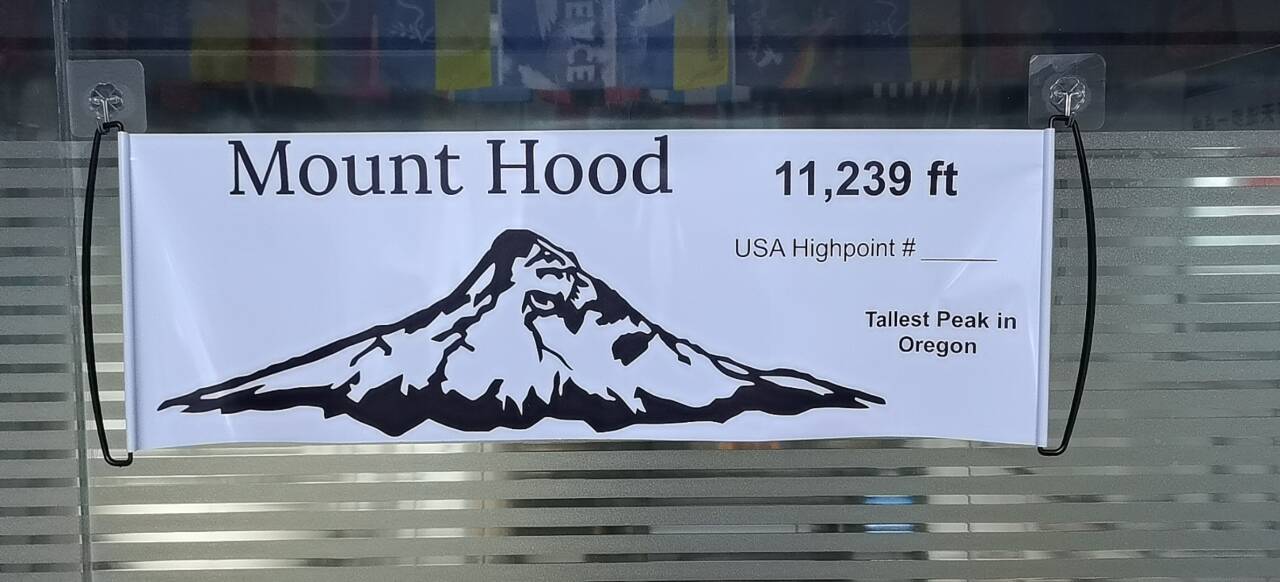 Mount Hood
11,239 ft
USA Highpoint # ______
Tallest Peak in
Oregon